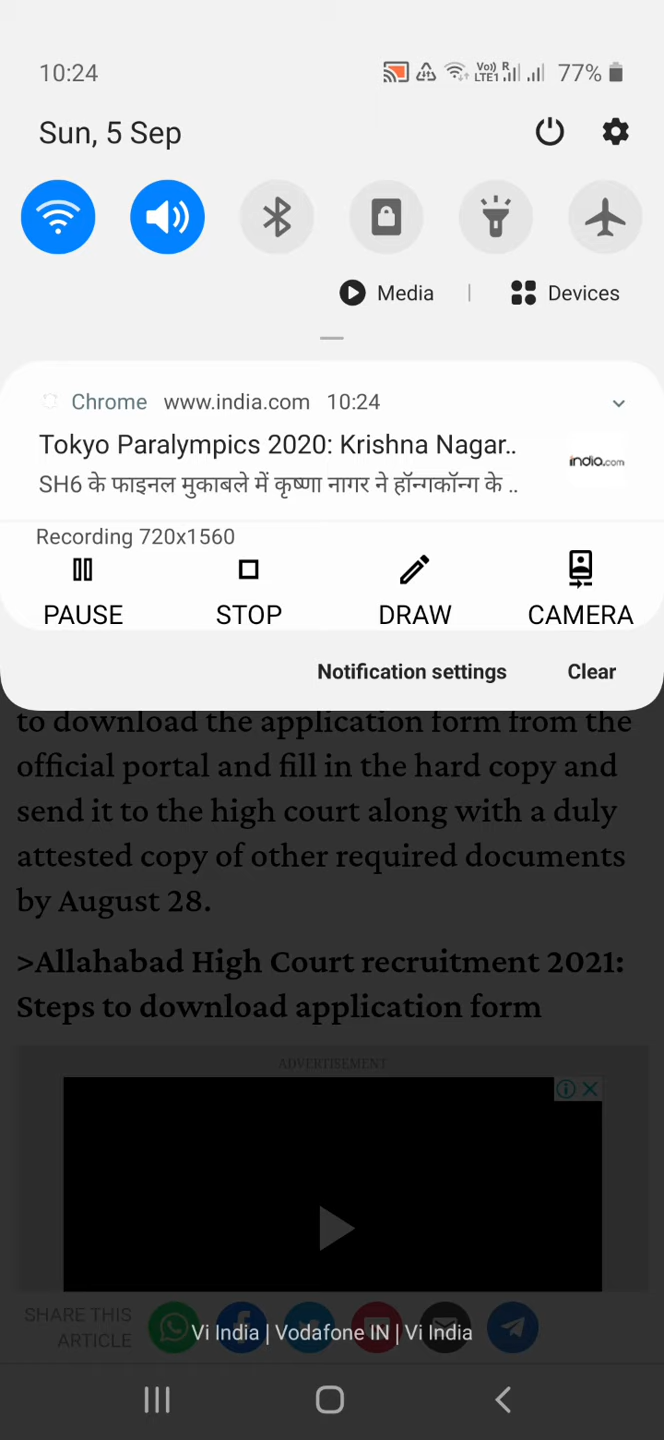 10:24
Vo)) R
LTE1
77%
Sun, 5 Sep
Media | Devices
Chrome www.india.com 10:24
Tokyo Paralympics 2020: Krishna Nagar..
india.com
SH6 के फाइनल मुकाबले में कृष्णा नागर ने हॉन्गकॉन्ग के ..
Recording 720x1560
PAUSE STOP DRAW CAMERA
Notification settings Clear
to download the application form from the
official portal and fill in the hard copy and
send it to the high court along with a duly
attested copy of other required documents
by August 28.
>Allahabad High Court recruitment 2021:
Steps to download application form
ADVERTISEMENT
SHARE THIS
ARTICLE
Vi India | Vodafone IN | Vi India